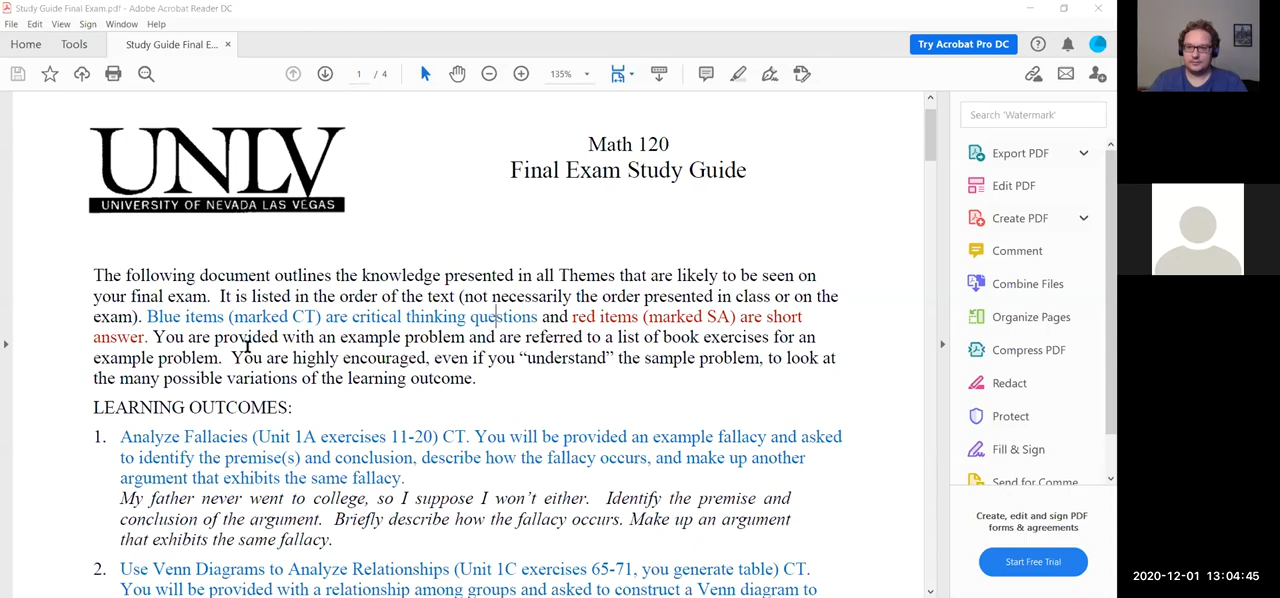 Study Guide Final Exam.pdf - Adobe Acrobat Reader DC
File Edit View Sign Window Help
Home Tools Study Guide Final E... ×
Try Acrobat Pro DC
1 / 4 135%
UNLV
UNIVERSITY OF NEVADA LAS VEGAS
Math 120
Final Exam Study Guide
The following document outlines the knowledge presented in all Themes that are likely to be seen on
your final exam. It is listed in the order of the text (not necessarily the order presented in class or on the
exam). Blue items (marked CT) are critical thinking questions and red items (marked SA) are short
answer. You are provided with an example problem and are referred to a list of book exercises for an
example problem. You are highly encouraged, even if you “understand” the sample problem, to look at
the many possible variations of the learning outcome.
LEARNING OUTCOMES:
1. Analyze Fallacies (Unit 1A exercises 11-20) CT. You will be provided an example fallacy and asked
to identify the premise(s) and conclusion, describe how the fallacy occurs, and make up another
argument that exhibits the same fallacy.
My father never went to college, so I suppose I won’t either. Identify the premise and
conclusion of the argument. Briefly describe how the fallacy occurs. Make up an argument
that exhibits the same fallacy.
2. Use Venn Diagrams to Analyze Relationships (Unit 1C exercises 65-71, you generate table) CT.
You will be provided with a relationship among groups and asked to construct a Venn diagram to
Search 'Watermark'
Export PDF
Edit PDF
Create PDF
Comment
Combine Files
Organize Pages
Compress PDF
Redact
Protect
Fill & Sign
Send for Comme
Create, edit and sign PDF
forms & agreements
Start Free Trial
2020-12-01 13:04:45